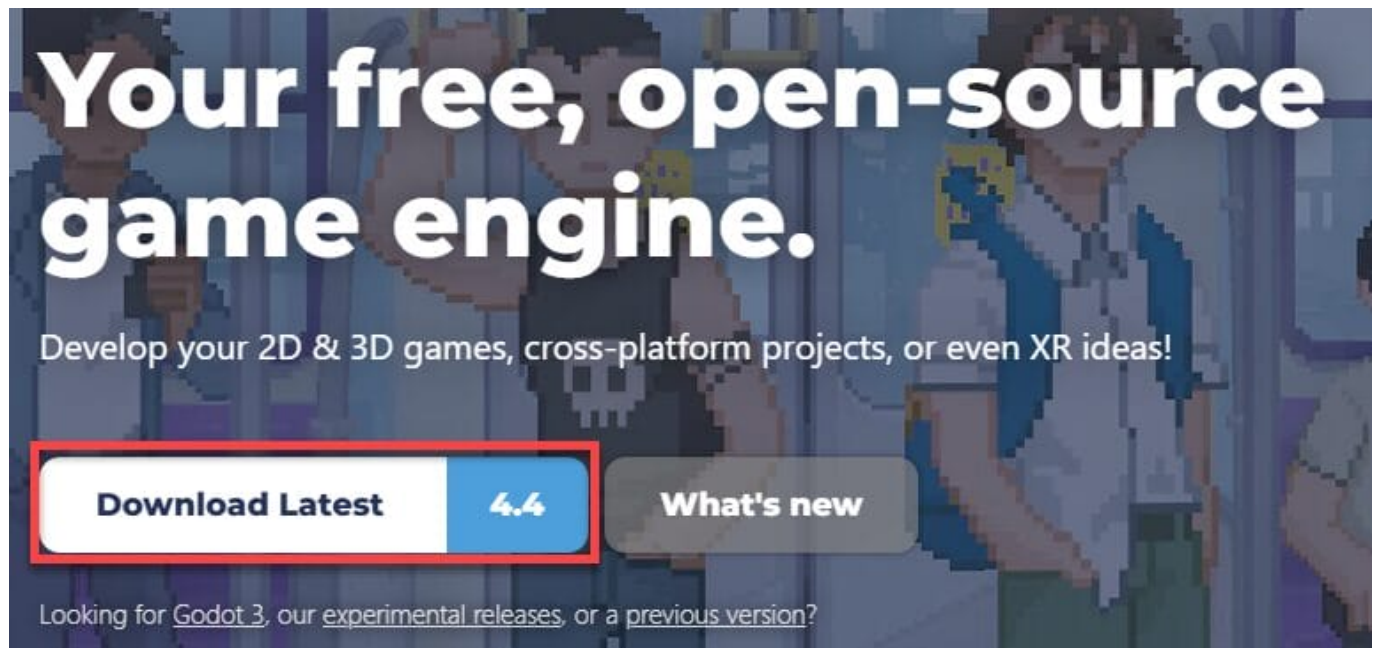 Your free, open-source
game engine.
Develop your 2D & 3D games, cross-platform projects, or even XR ideas!
Download Latest 4.4 What's new
Looking for Godot 3, our experimental releases, or a previous version?